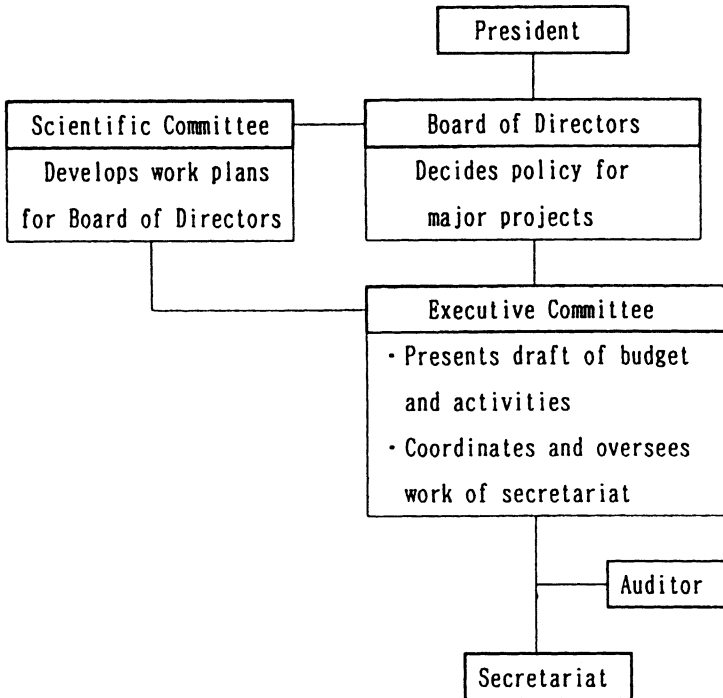 President
Scientific Committee
Develops work plans
for Board of Directors
Board of Directors
Decides policy for
major projects
Executive Committee
・Presents draft of budget
and activities
・Coordinates and oversees
work of secretariat
Auditor
Secretariat